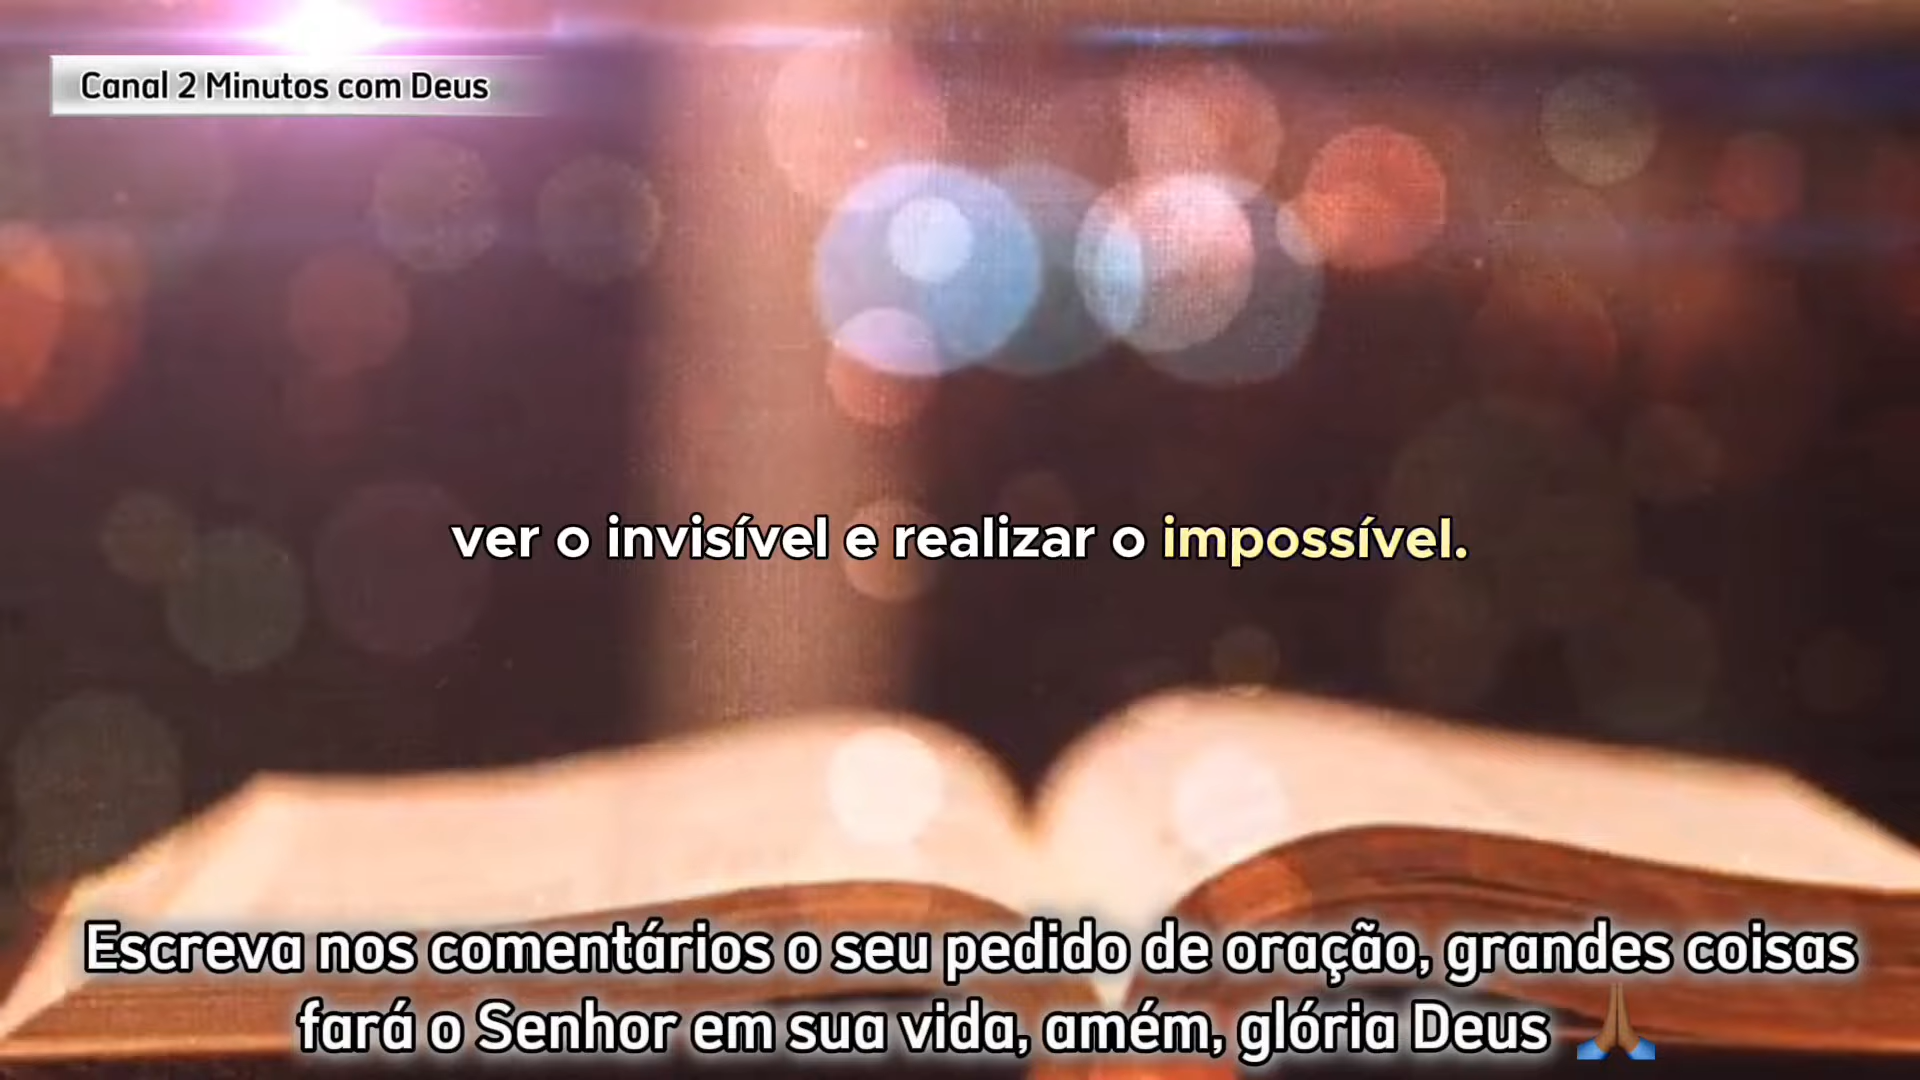 Canal 2 Minutos com Deus
ver o invisível e realizar o impossível.
Escreva nos comentários o seu pedido de oração, grandes coisas
fará o Senhor em sua vida, amém, glória Deus 🙏🏾